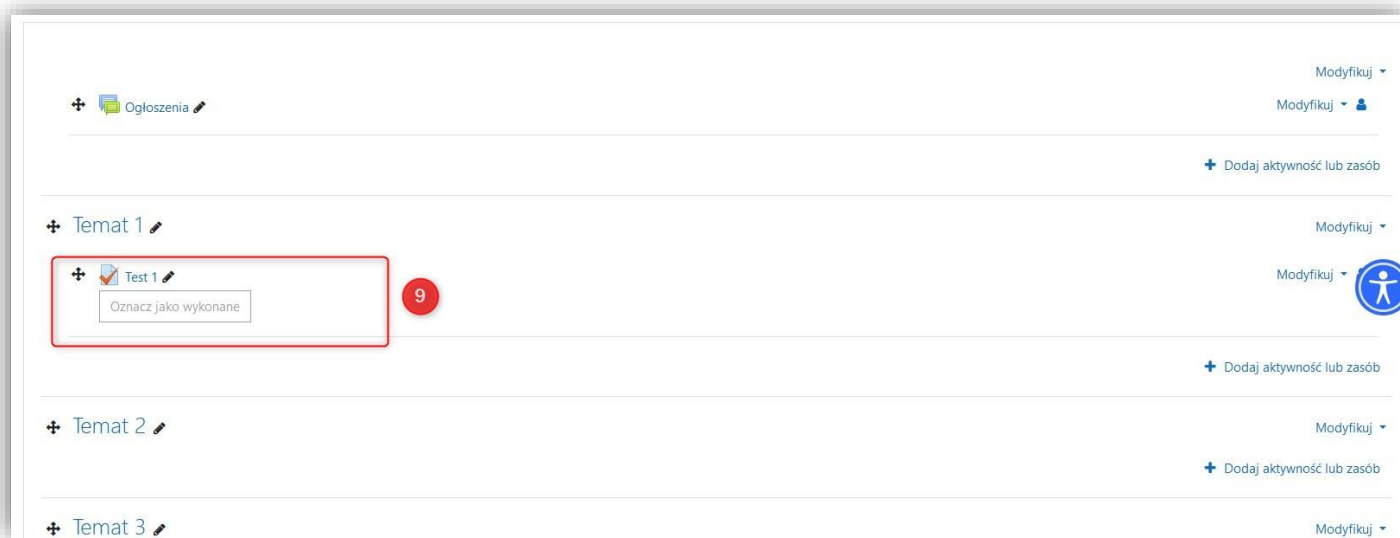 Modyfikuj
Ogłoszenia Modyfikuj
Dodaj aktywność lub zasób
Temat 1 Modyfikuj
Test 1 Modyfikuj
Oznacz jako wykonane
9
Dodaj aktywność lub zasób
Temat 2 Modyfikuj
Dodaj aktywność lub zasób
Temat 3 Modyfikuj